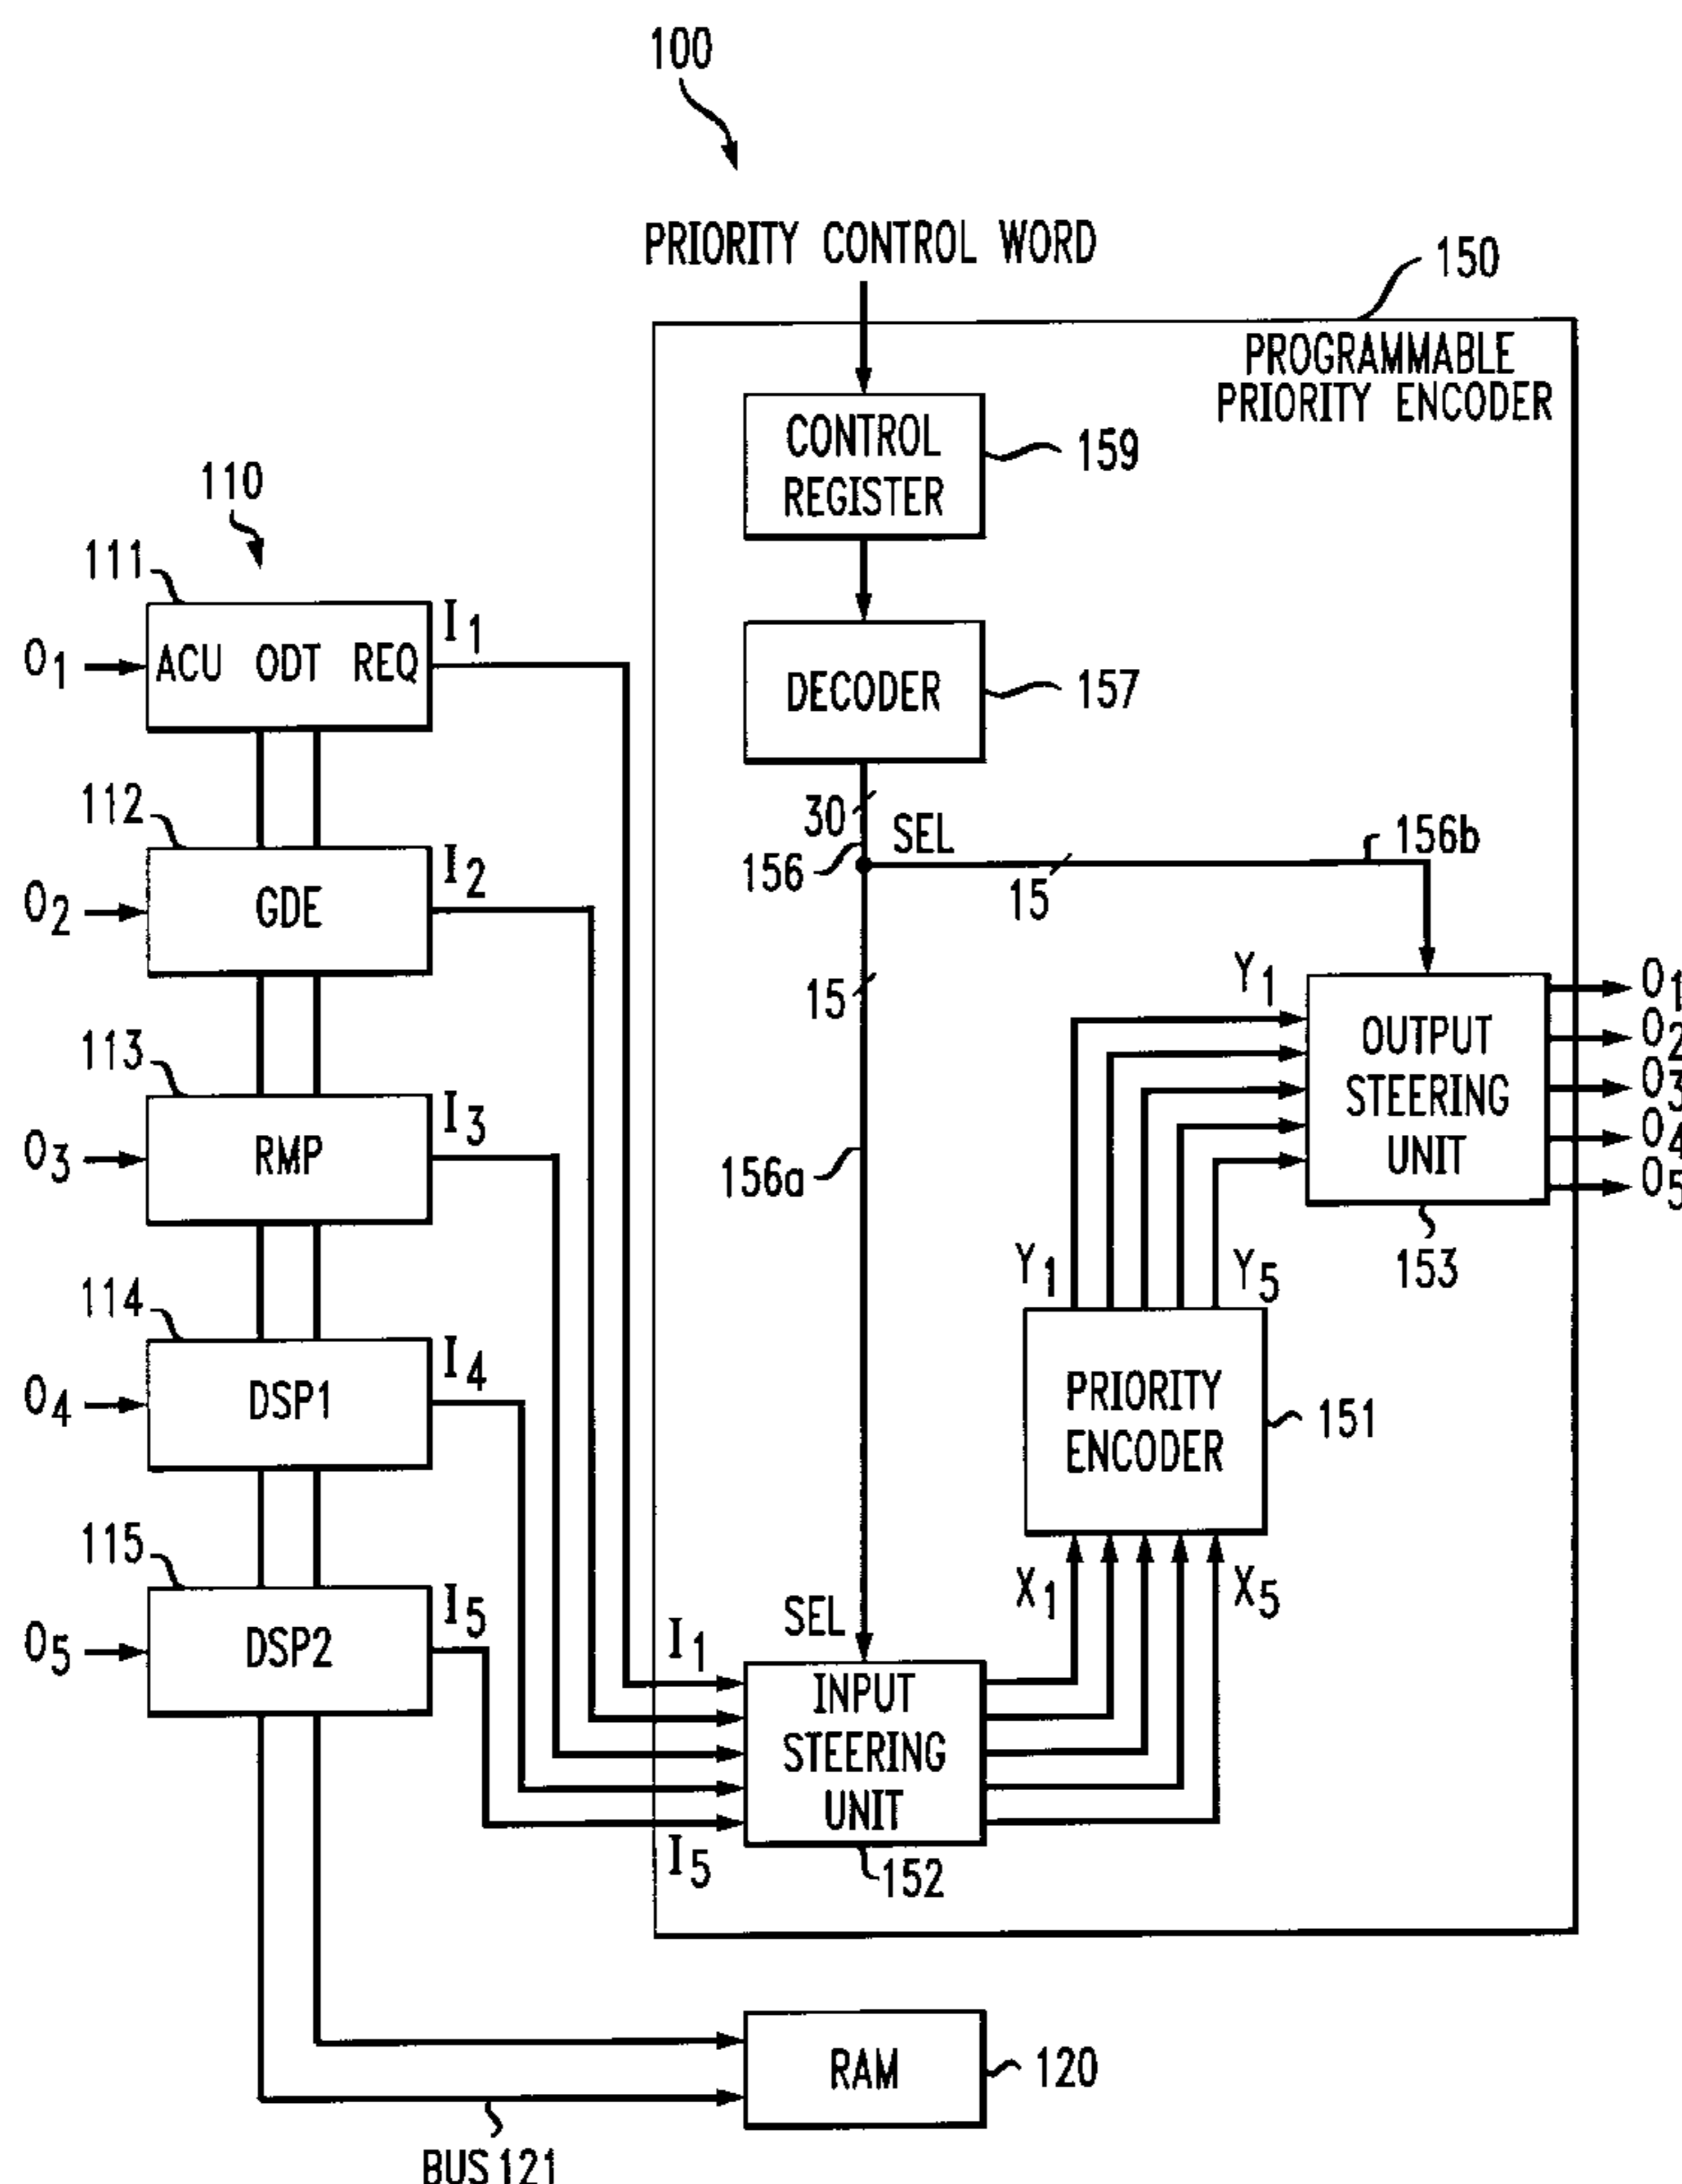 100
PRIORITY CONTROL WORD
150
PROGRAMMABLE
PRIORITY ENCODER
CONTROL
REGISTER
159
110
111
O1
ACU ODT REQ
I1
DECODER
157
112
30
SEL
156
156b
15
O2
GDE
I2
15
Y1
O1
O2
O3
O4
O5
OUTPUT
STEERING
UNIT
153
113
O3
RMP
I3
156a
Y1
Y5
114
O4
DSP1
I4
PRIORITY
ENCODER
151
115
O5
DSP2
I5
X1
X5
SEL
I1
INPUT
STEERING
UNIT
I5
152
RAM
120
BUS 121